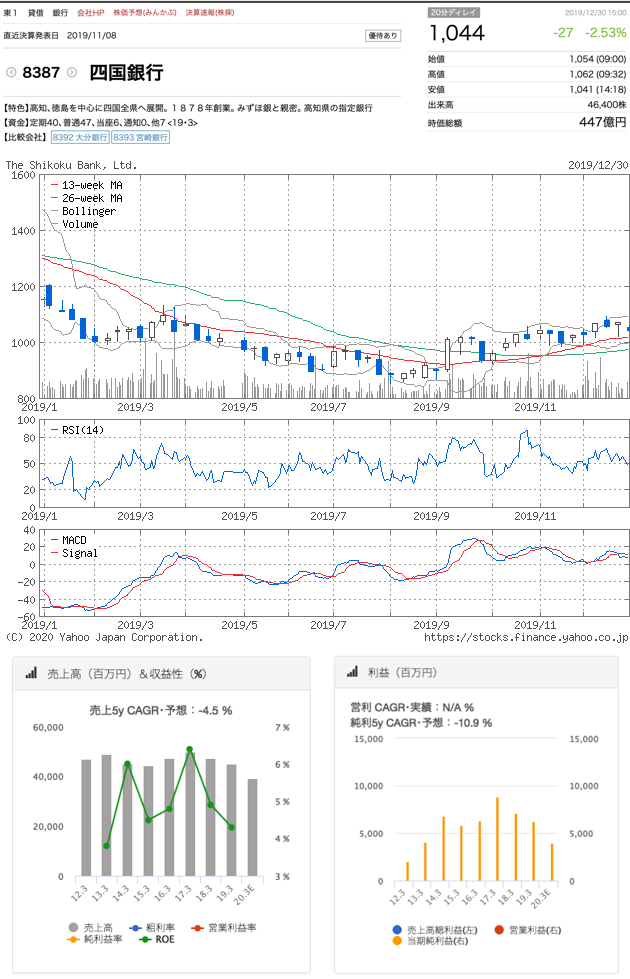 東1 貸借 銀行 会社HP 株価予想(みんかぶ) 決算速報(株探)
直近決算発表日 2019/11/08 優待あり
8387 四国銀行
【特色】高知、徳島を中心に四国全県へ展開。1878年創業。みずほ銀と親密。高知県の指定銀行
【資金】定期40、普通47、当座6、通知0、他7<19・3>
【比較会社】 8392 大分銀行 8393 宮崎銀行
20分ディレイ 2019/12/30 15:00
1,044 -27 -2.53%
始値 1,054 (09:00)
高値 1,062 (09:32)
安値 1,041 (14:18)
出来高 46,400株
時価総額 447億円
The Shikoku Bank, Ltd. 2019/12/30
1600
1400
1200
1000
800
13-week MA
26-week MA
Bollinger
Volume
2019/1 2019/3 2019/5 2019/7 2019/9 2019/11
100
80
50
20
0
RSI(14)
2019/1 2019/3 2019/5 2019/7 2019/9 2019/11
40
20
0
-20
-40
-60
MACD
Signal
2019/1 2019/3 2019/5 2019/7 2019/9 2019/11
(C) 2020 Yahoo Japan Corporation. https://stocks.finance.yahoo.co.jp
売上高（百万円）＆収益性（%）
売上5y CAGR・予想：-4.5 %
60,000
40,000
20,000
0
7 %
6 %
5 %
4 %
3 %
12.3 13.3 14.3 15.3 16.3 17.3 18.3 19.3 20.3E
売上高 粗利率 営業利益率
純利益率 ROE
利益（百万円）
営利 CAGR・実績：N/A %
純利5y CAGR・予想：-10.9 %
15,000
10,000
5,000
0
15,000
10,000
5,000
0
12.3 13.3 14.3 15.3 16.3 17.3 18.3 19.3 20.3E
売上高総利益(左) 営業利益(右)
当期純利益(右)